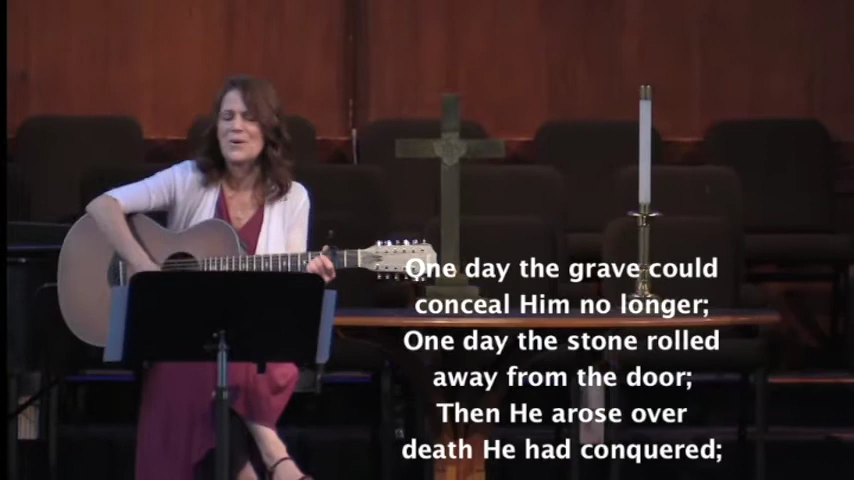 One day the grave could
conceal Him no longer;
One day the stone rolled
away from the door;
Then He arose over
death He had conquered;